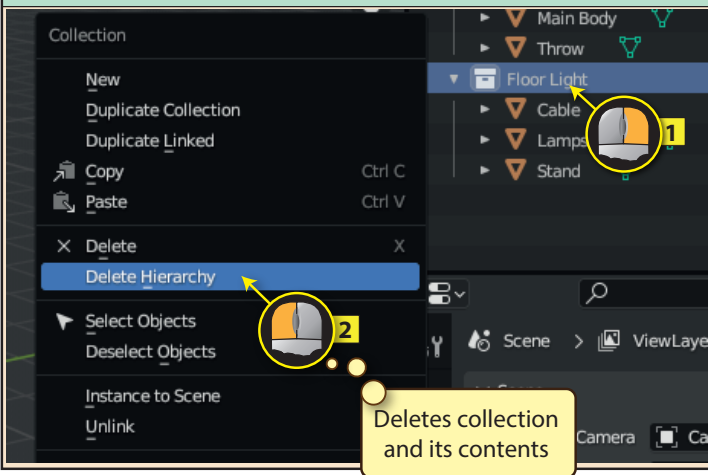 Collection
New
Duplicate Collection
Duplicate Linked
Copy Ctrl C
Paste Ctrl V
Delete X
Delete Hierarchy
Select Objects
Deselect Objects
Instance to Scene
Unlink
Main Body
Throw
Floor Light
Cable
Lamps
Stand
1
2
Scene > ViewLaye
Deletes collection
and its contents
Camera Ca